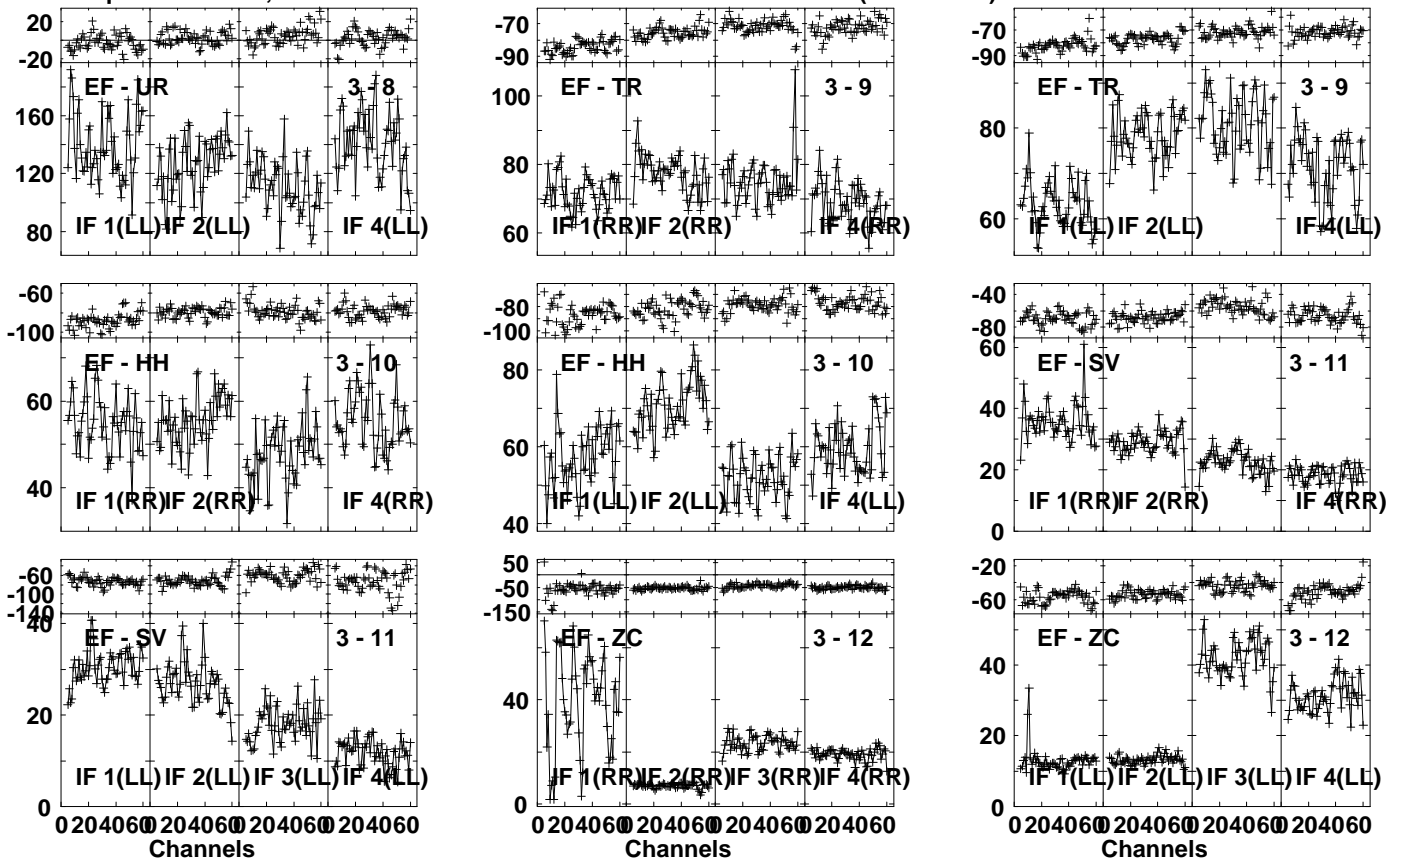 20
-20
EF - UR 3 - 8
160
120
80
IF 1(LL) IF 2(LL) IF 4(LL)
-70
-90
EF - TR 3 - 9
100
80
60
IF 1(RR) IF 2(RR) IF 4(RR)
-70
-90
EF - TR 3 - 9
80
60
IF 1(LL) IF 2(LL) IF 4(LL)
-60
-100
EF - HH 3 - 10
60
40
IF 1(RR) IF 2(RR) IF 4(RR)
-80
-100
EF - HH 3 - 10
80
60
40
IF 1(LL) IF 2(LL) IF 4(LL)
-40
-80
EF - SV 3 - 11
60
40
20
0
IF 1(RR) IF 2(RR) IF 4(RR)
-60
-100
-140
EF - SV 3 - 11
40
20
0
IF 1(LL) IF 2(LL) IF 3(LL) IF 4(LL)
0 204060 0 204060 0 204060 0 204060
Channels
50
-50
-150
EF - ZC 3 - 12
40
0
IF 1(RR) IF 2(RR) IF 3(RR) IF 4(RR)
0 204060 0 204060 0 204060 0 204060
Channels
-20
-60
EF - ZC 3 - 12
40
20
0
IF 1(LL) IF 2(LL) IF 3(LL) IF 4(LL)
0 204060 0 204060 0 204060 0 204060
Channels